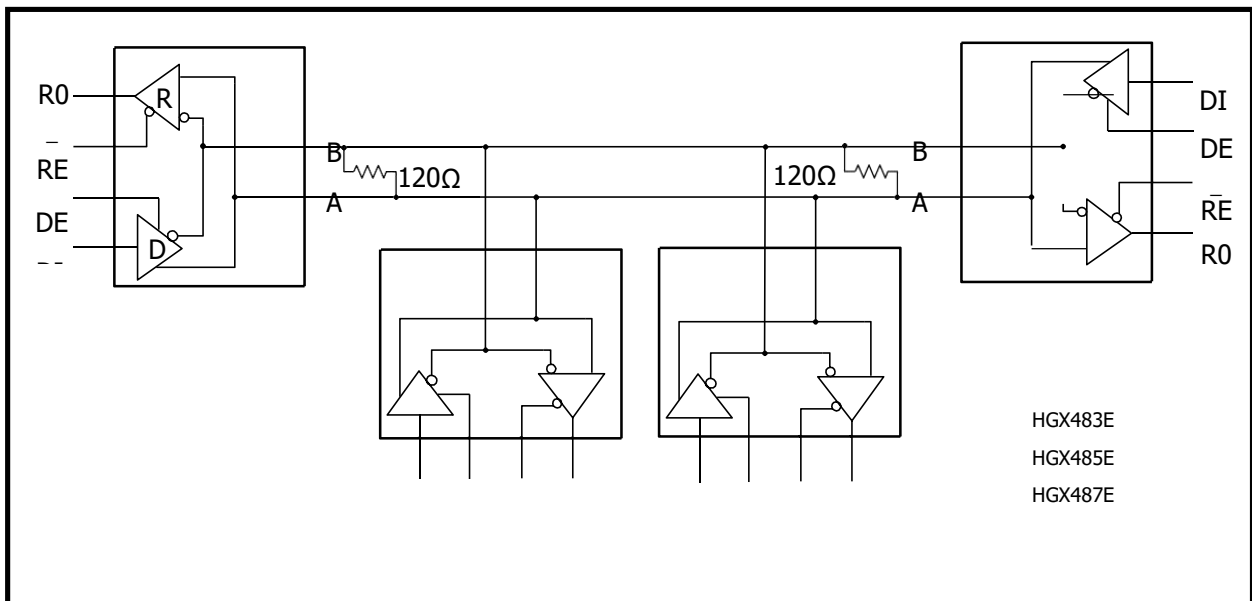 R0
R
RE
DE
D
B
120Ω
A
120Ω
B
A
DI
DE
RE
R0
HGX483E
HGX485E
HGX487E